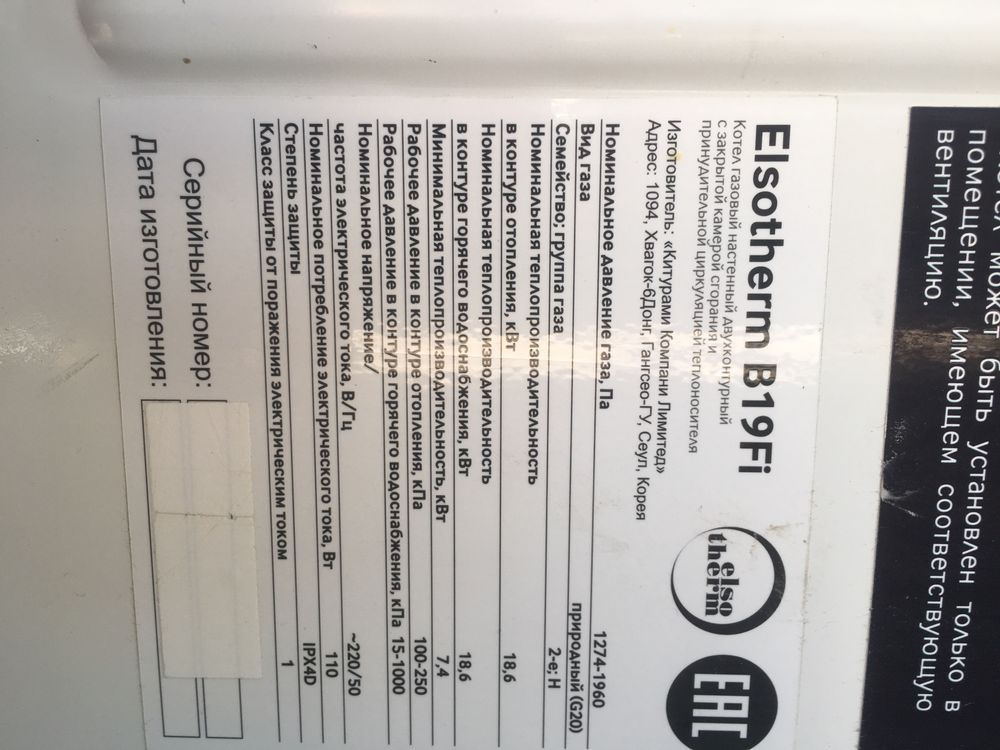 может быть установлен только в
помещении, имеющем соответствующую
вентиляцию.
Elsotherm B19Fi
Котел газовый настенный двухконтурный
с закрытой камерой сгорания и
принудительной циркуляцией теплоносителя
Изготовитель: «Китурами Компани Лимитед»
Адрес: 1094, Хвагок-6Донг, Гангсео-ГУ, Сеул, Корея
elso
therm
EAC
Номинальное давление газа, Па 1274-1960
Вид газа природный (G20)
Семейство; группа газа 2-е; Н
Номинальная теплопроизводительность
в контуре отопления, кВт 18,6
Номинальная теплопроизводительность
в контуре горячего водоснабжения, кВт 18,6
Минимальная теплопроизводительность, кВт 7,4
Рабочее давление в контуре отопления, кПа 100-250
Рабочее давление в контуре горячего водоснабжения, кПа 15-1000
Номинальное напряжение/
частота электрического тока, В/Гц ~220/50
Номинальное потребление электрического тока, Вт 110
Степень защиты IPX4D
Класс защиты от поражения электрическим током 1
Серийный номер:
Дата изготовления: